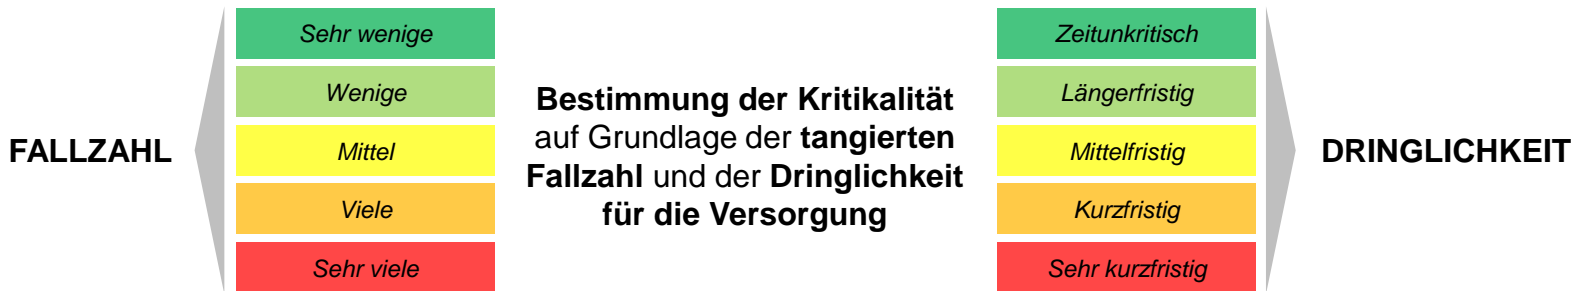 FALLZAHL
Sehr wenige
Wenige
Mittel
Viele
Sehr viele
Bestimmung der Kritikalität
auf Grundlage der tangierten
Fallzahl und der Dringlichkeit
für die Versorgung
Zeitunkritisch
Längerfristig
Mittelfristig
Kurzfristig
Sehr kurzfristig
DRINGLICHKEIT